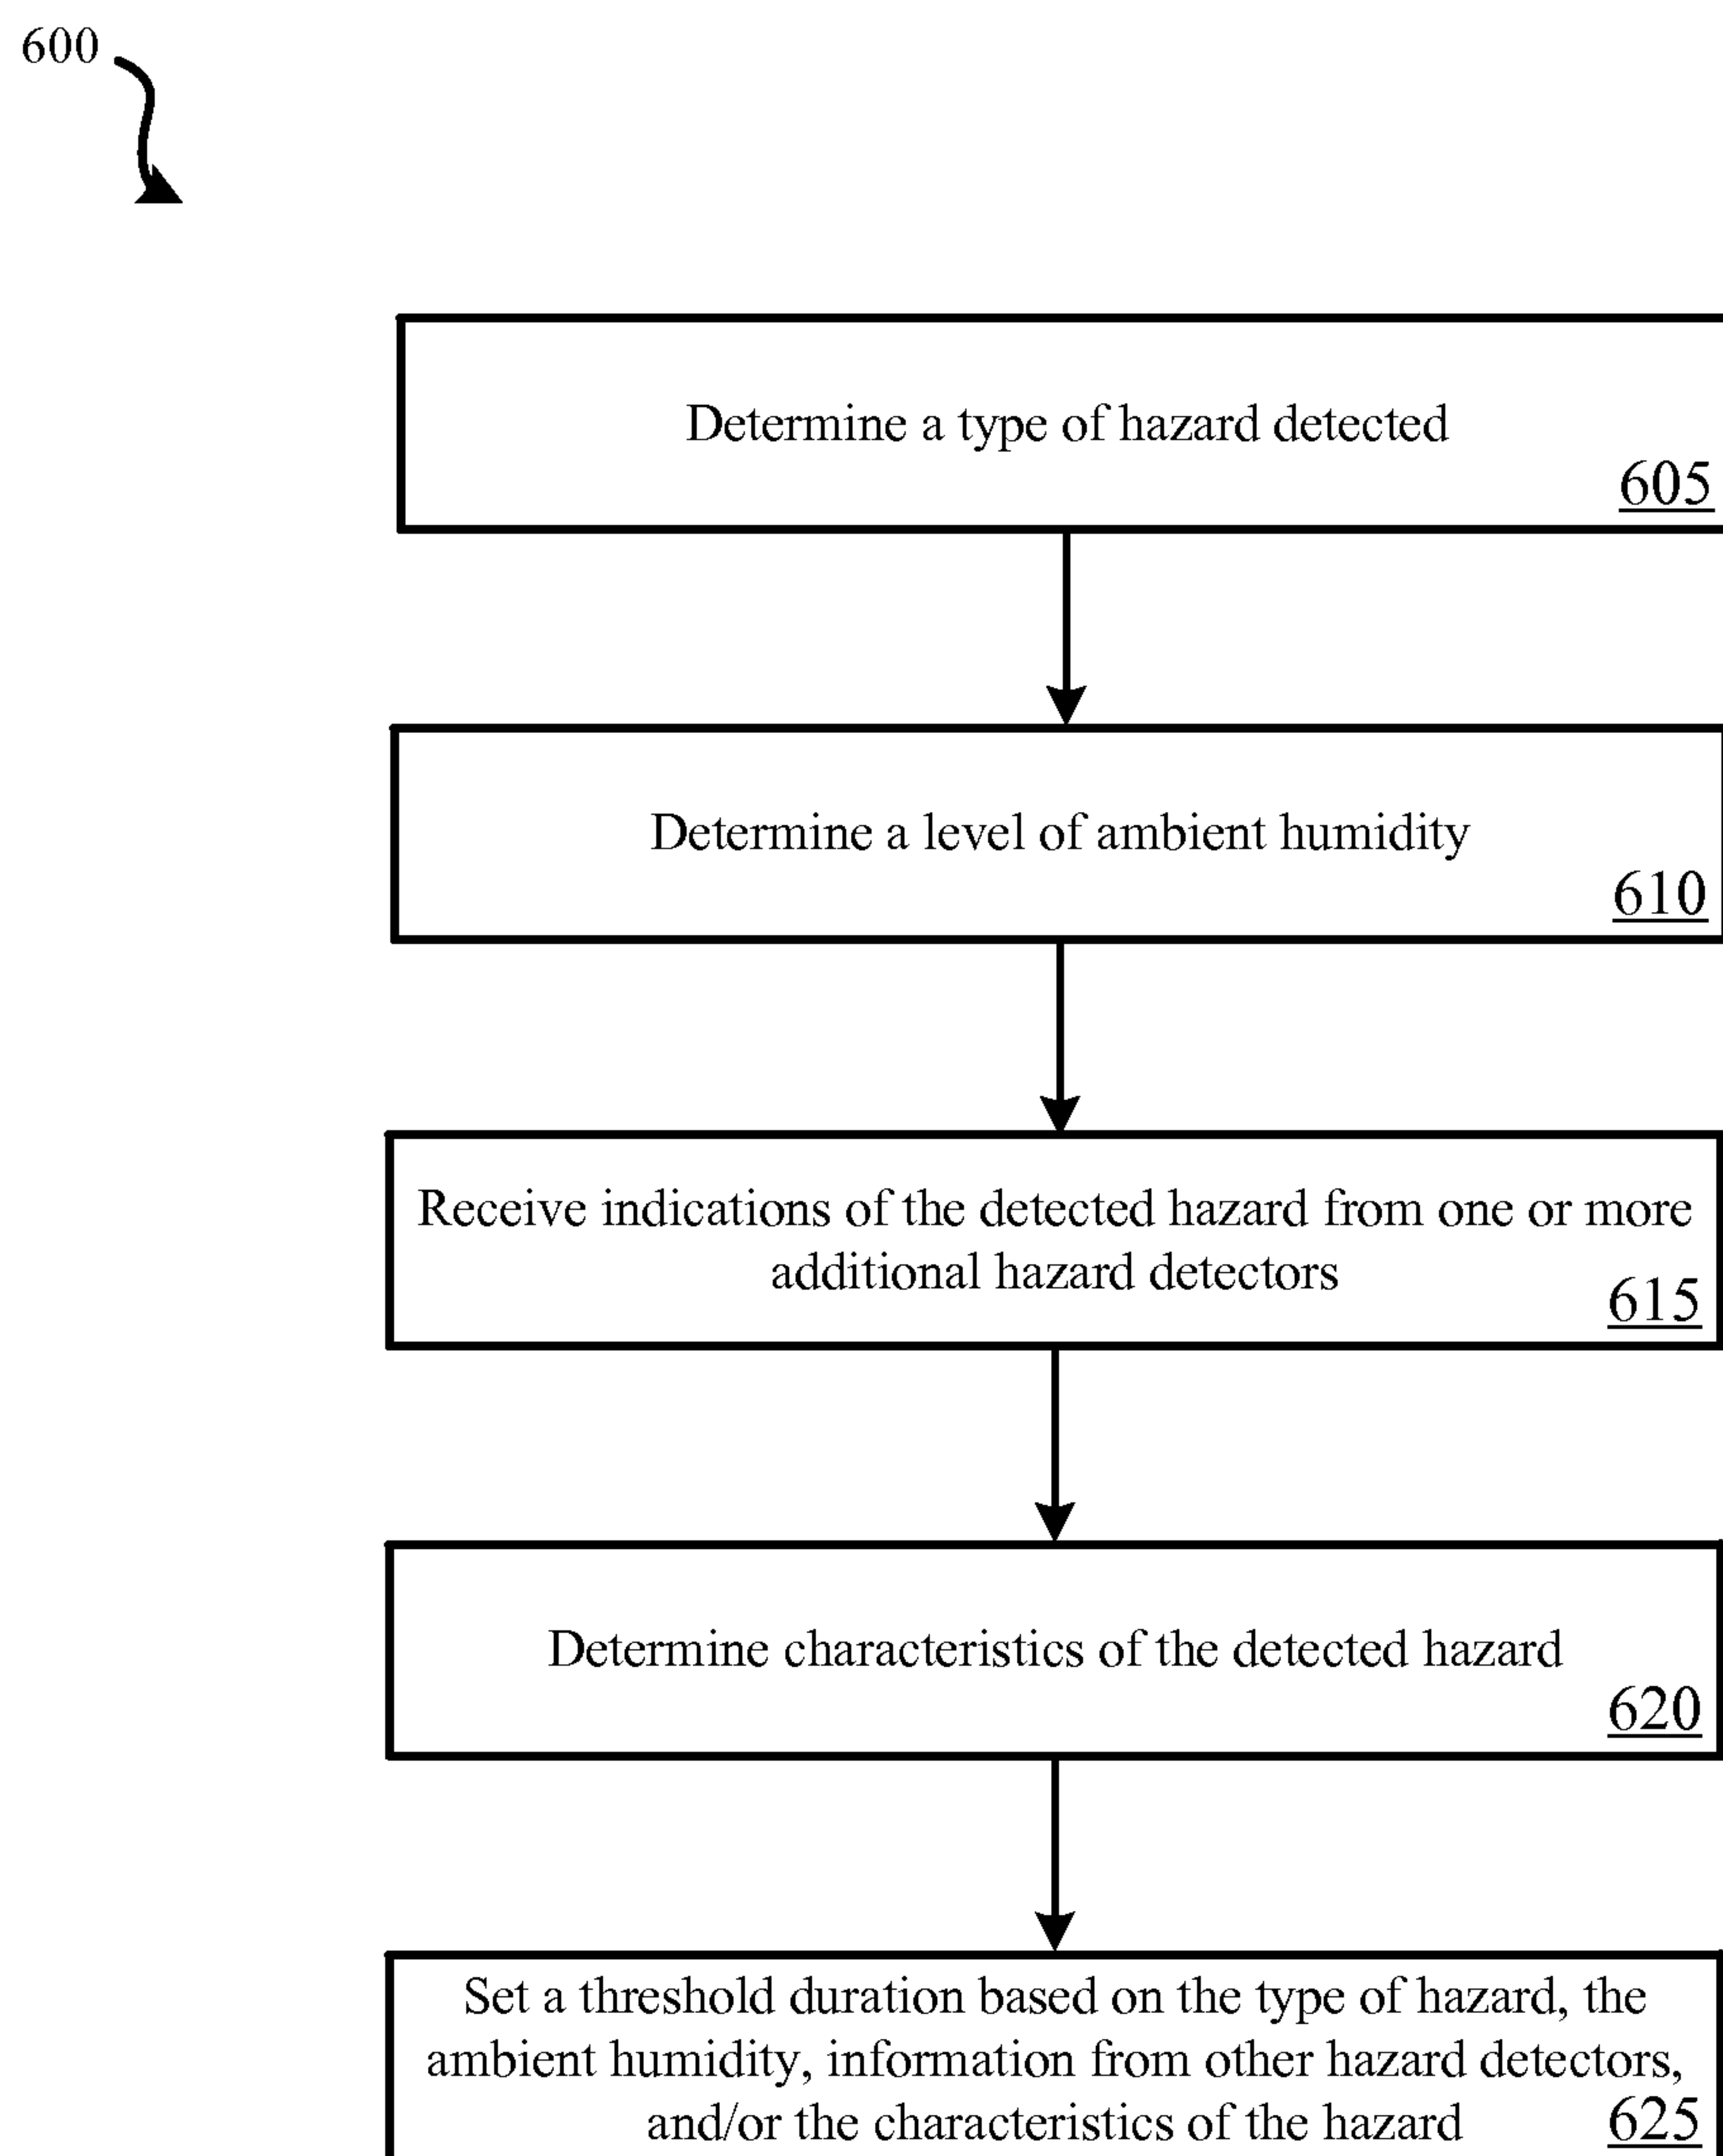 600
Determine a type of hazard detected
605
Determine a level of ambient humidity
610
Receive indications of the detected hazard from one or more
additional hazard detectors
615
Determine characteristics of the detected hazard
620
Set a threshold duration based on the type of hazard, the
ambient humidity, information from other hazard detectors,
and/or the characteristics of the hazard
625